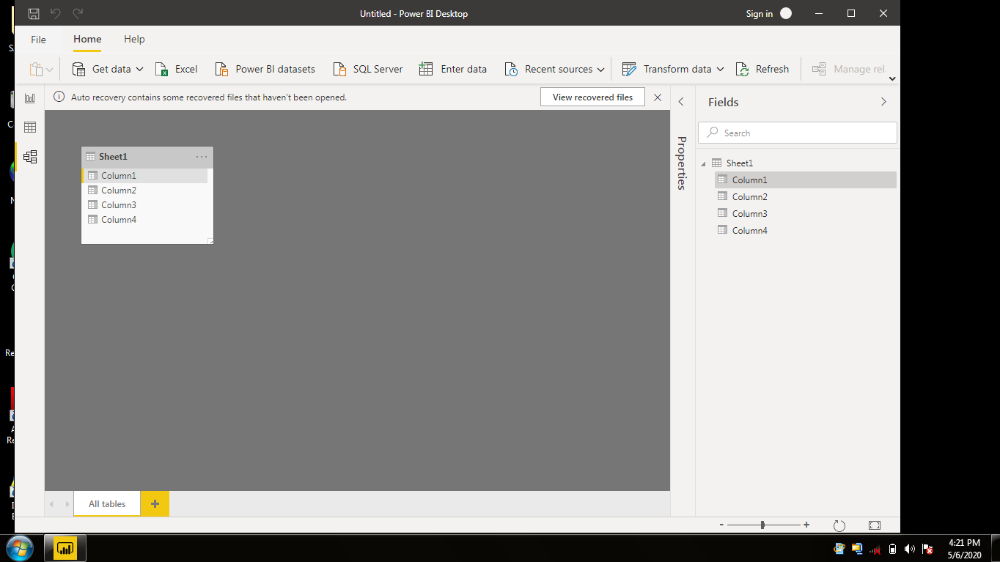 Untitled - Power BI Desktop
Sign in
File
Home
Help
Get data
Excel
Power BI datasets
SQL Server
Enter data
Recent sources
Transform data
Refresh
Manage rel
Auto recovery contains some recovered files that haven't been opened.
View recovered files
Properties
Fields
Search
Sheet1
Column1
Column2
Column3
Column4
Sheet1
Column1
Column2
Column3
Column4
All tables
4:21 PM
5/6/2020